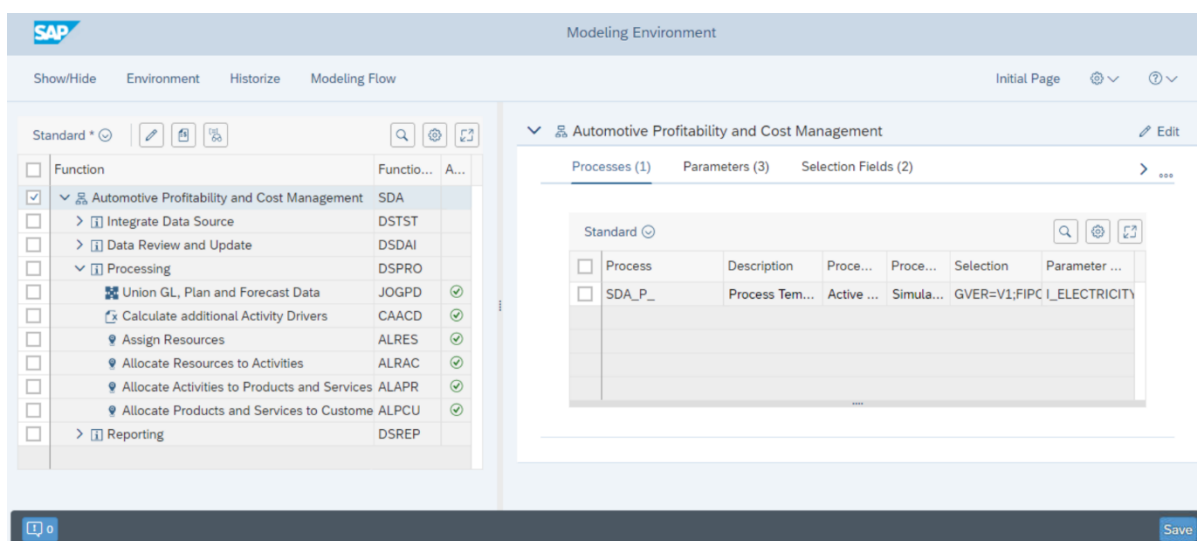 SAP
Modeling Environment
Show/Hide Environment Historize Modeling Flow Initial Page
Standard *
Function Functio... A...
Automotive Profitability and Cost Management SDA
Integrate Data Source DSTST
Data Review and Update DSDAI
Processing DSPRO
Union GL, Plan and Forecast Data JOGPD
Calculate additional Activity Drivers CAACD
Assign Resources ALRES
Allocate Resources to Activities ALRAC
Allocate Activities to Products and Services ALAPR
Allocate Products and Services to Custome ALPCU
Reporting DSREP
Automotive Profitability and Cost Management Edit
Processes (1) Parameters (3) Selection Fields (2)
Standard
Process Description Proce... Proce... Selection Parameter ...
SDA_P_ Process Tem... Active ... Simula... GVER=V1;FIPC I_ELECTRICITY
0
Save